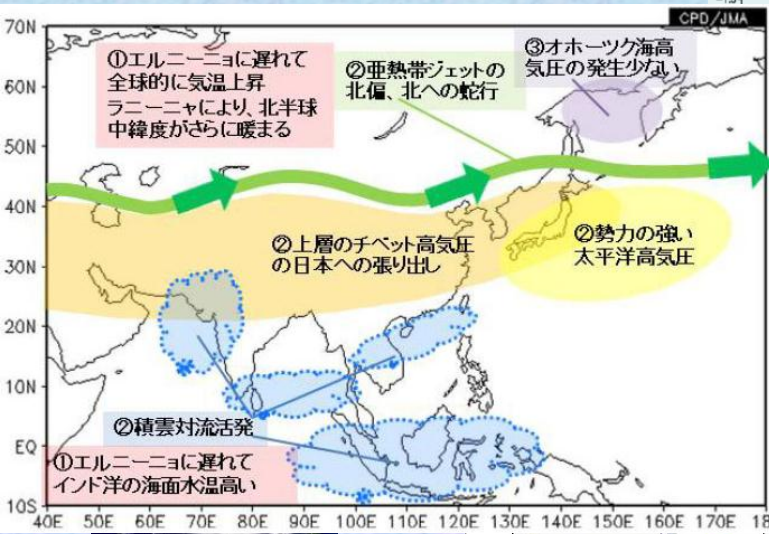 CPD/JMA
70N
60N
50N
40N
30N
20N
10N
EQ
10S
①エルニーニョに遅れて
全球的に気温上昇
ラニーニャにより、北半球
中緯度がさらに暖まる
②亜熱帯ジェットの
北偏、北への蛇行
③オホーツク海高
気圧の発生少ない
②上層のチベット高気圧
の日本への張り出し
②勢力の強い
太平洋高気圧
②積雲対流活発
①エルニーニョに遅れて
インド洋の海面水温高い
40E 50E 60E 70E 80E 90E 100E 110E 120E 130E 140E 150E 160E 170E 18